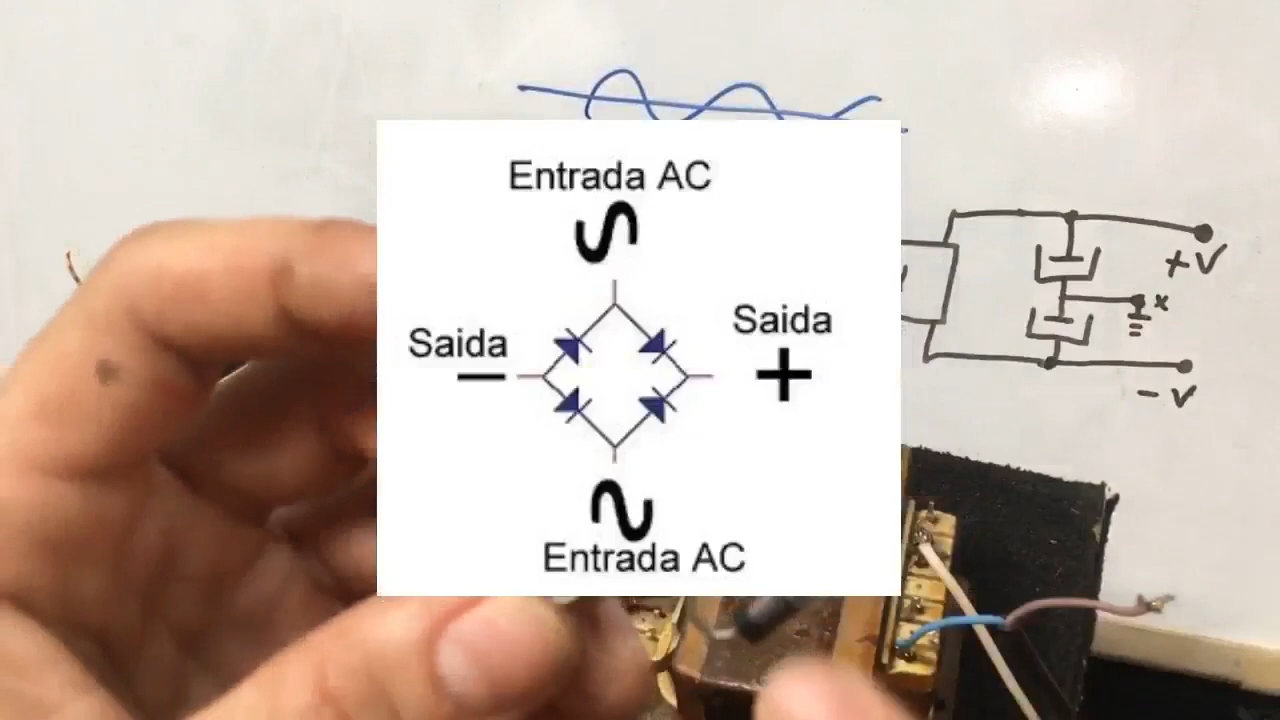 Entrada AC
Saida
Saida
+
−
Entrada AC
+V
x
- V